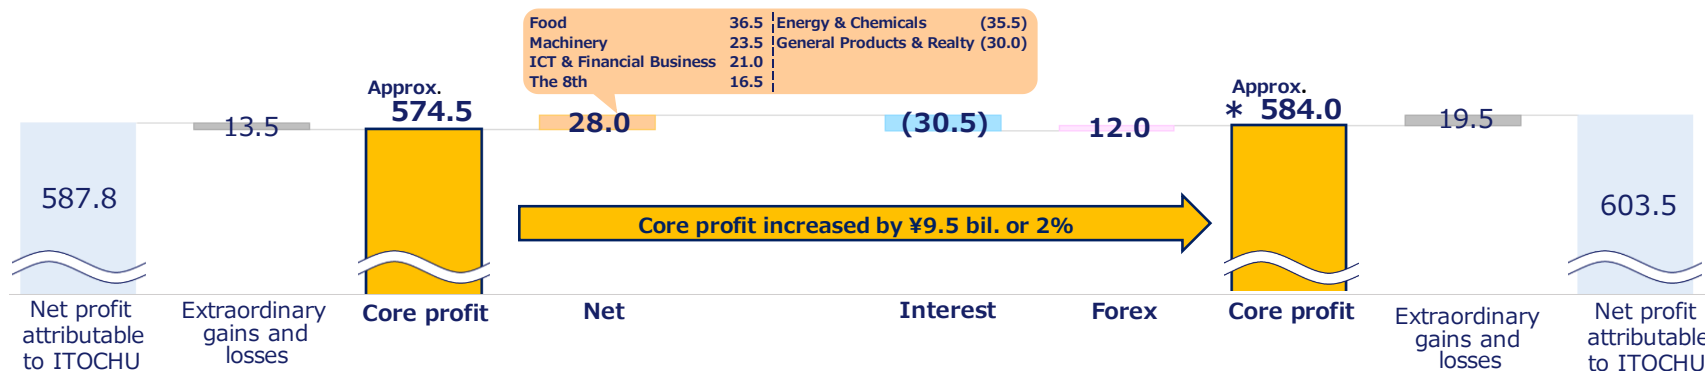 Food 36.5 Energy & Chemicals (35.5)
Machinery 23.5 General Products & Realty (30.0)
ICT & Financial Business 21.0
The 8th 16.5
Approx.
574.5
Approx.
* 584.0
13.5
28.0
(30.5)
12.0
19.5
587.8
603.5
Core profit increased by ¥9.5 bil. or 2%
Net profit
attributable
to ITOCHU
Extraordinary
gains and
losses
Core profit
Net
Interest
Forex
Core profit
Extraordinary
gains and
losses
Net profit
attributable
to ITOCHU